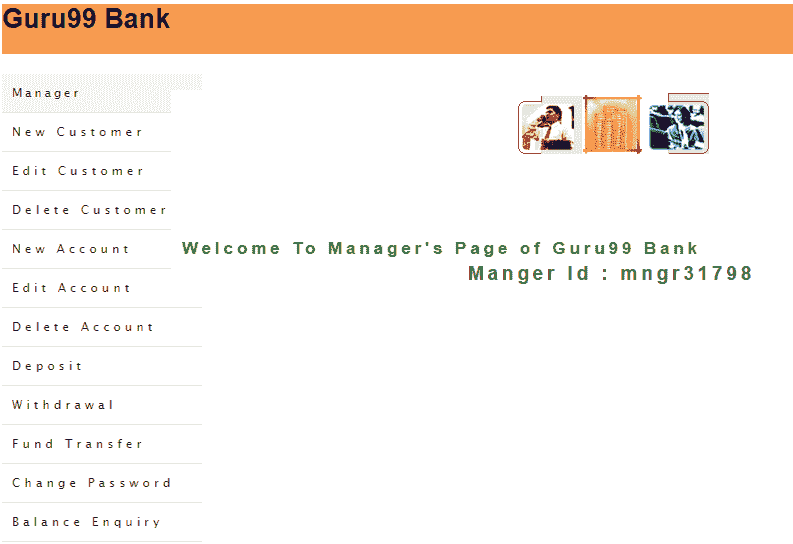 Guru99 Bank
Manager
New Customer
Edit Customer
Delete Customer
New Account
Welcome To Manager's Page of Guru99 Bank
Manger Id : mngr31798
Edit Account
Delete Account
Deposit
Withdrawal
Fund Transfer
Change Password
Balance Enquiry